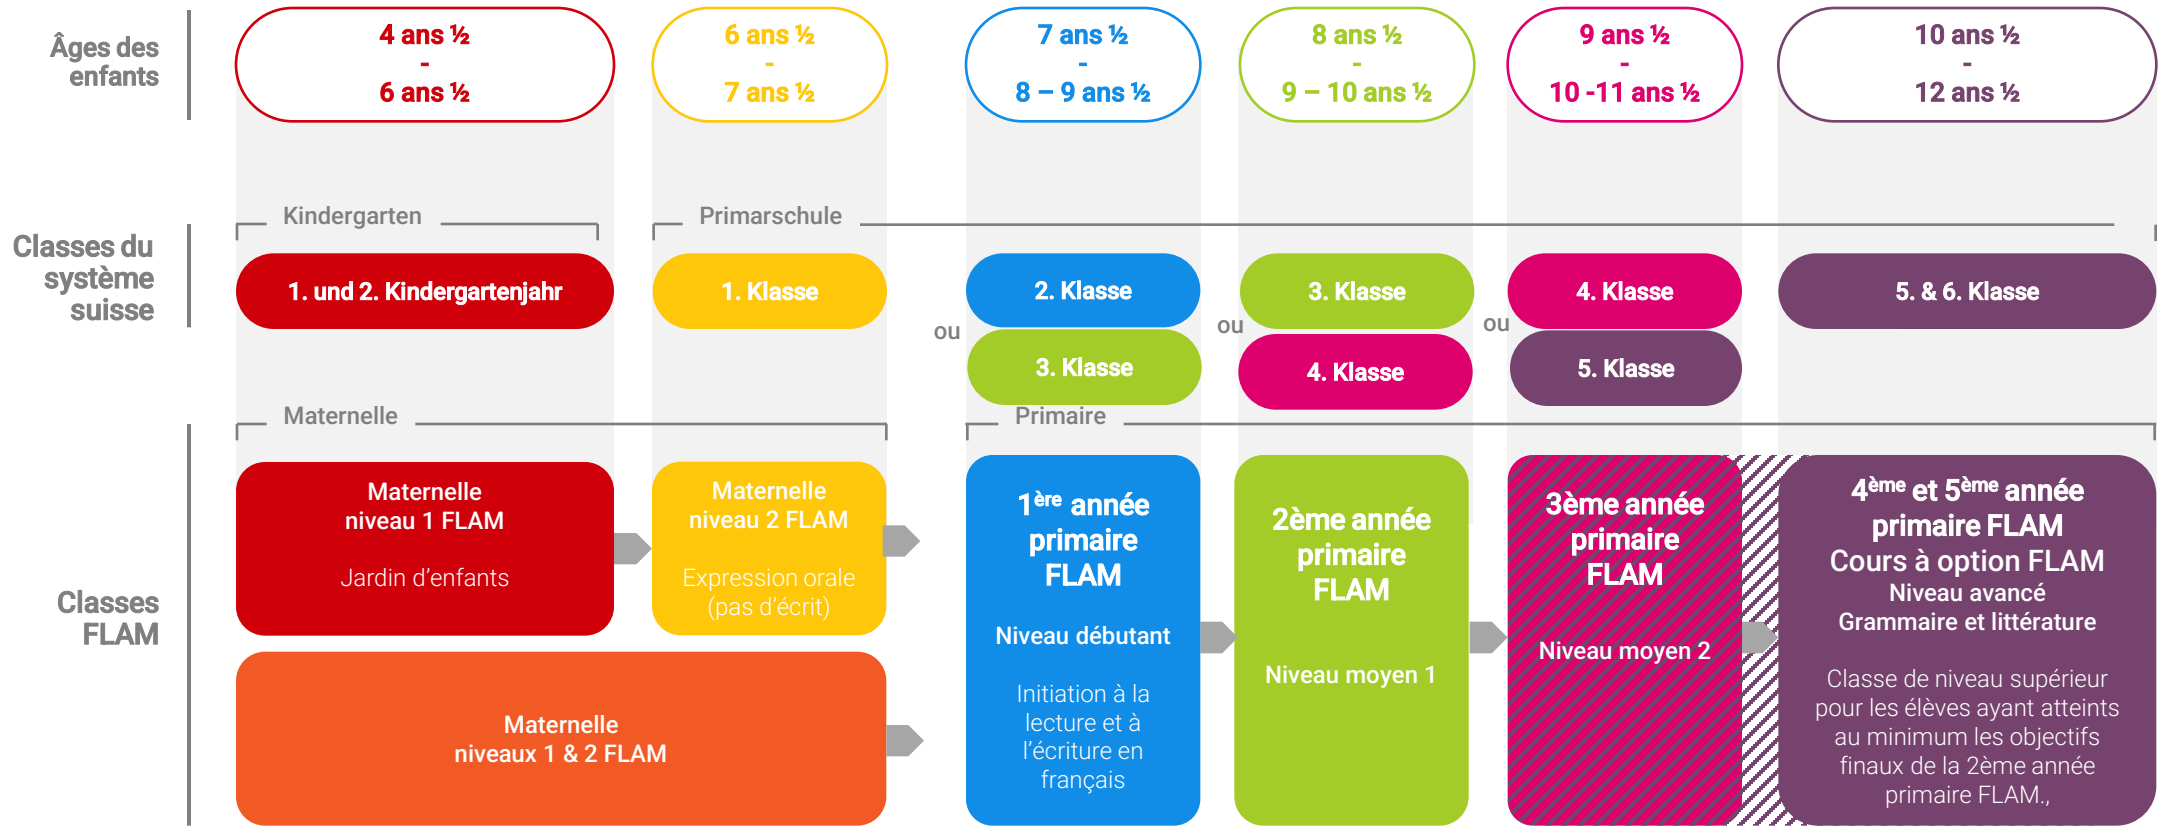 Âges des
enfants
4 ans ½
-
6 ans ½
6 ans ½
-
7 ans ½
7 ans ½
-
8 – 9 ans ½
8 ans ½
-
9 – 10 ans ½
9 ans ½
-
10 -11 ans ½
10 ans ½
-
12 ans ½
Classes du
système
suisse
Kindergarten
Primarschule
1. und 2. Kindergartenjahr
1. Klasse
ou
2. Klasse
3. Klasse
ou
3. Klasse
4. Klasse
ou
4. Klasse
5. Klasse
5. & 6. Klasse
Classes
FLAM
Maternelle
Primaire
Maternelle
niveau 1 FLAM
Jardin d’enfants
Maternelle
niveau 2 FLAM
Expression orale
(pas d’écrit)
Maternelle
niveaux 1 & 2 FLAM
1ère année
primaire
FLAM
Niveau débutant
Initiation à la
lecture et à
l’écriture en
français
2ème année
primaire
FLAM
Niveau moyen 1
3ème année
primaire
FLAM
Niveau moyen 2
4ème et 5ème année
primaire FLAM
Cours à option FLAM
Niveau avancé
Grammaire et littérature
Classe de niveau supérieur
pour les élèves ayant atteints
au minimum les objectifs
finaux de la 2ème année
primaire FLAM.,